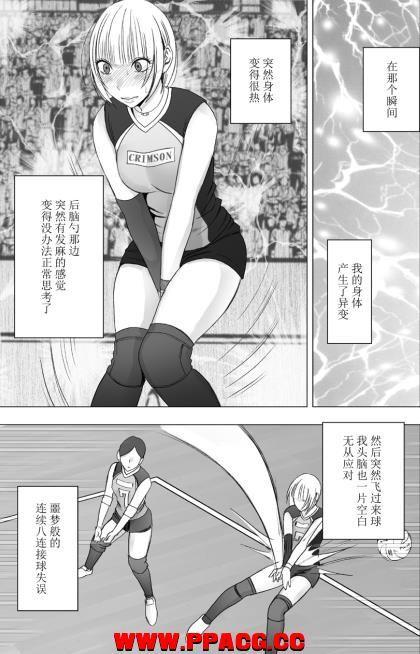 在那个瞬间
我的身体
产生了异变
突然身体
变得很热
后脑勺那边
突然有发麻的感觉
变得没办法正常思考了
CRIMSON
然后突然飞过来球
我头脑也一片空白
无从应对
噩梦般的
连续八连接球失误
WWW.PPACG.CC